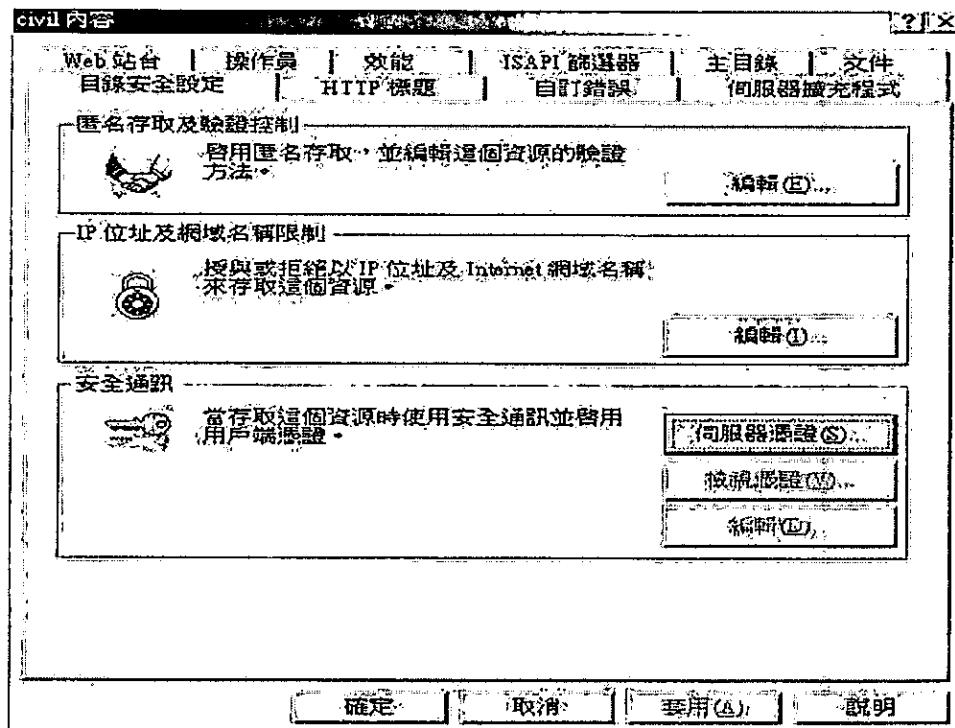 civil 內容
Web 站台 操作員 效能 ISAPI 篩選器 主目錄 文件
目錄安全設定 HTTP 標題 自訂錯誤 伺服器擴充程式
匿名存取及驗證控制
啓用匿名存取，並編輯這個資源的驗證
方法。
編輯(E)...
IP 位址及網域名稱限制
授與或拒絕以 IP 位址及 Internet 網域名稱
來存取這個資源。
編輯(I)...
安全通訊
當存取這個資源時使用安全通訊並啓用
用戶端憑證。
伺服器憑證(S)...
檢視憑證(V)...
編輯(D)...
確定 取消 套用(A) 說明